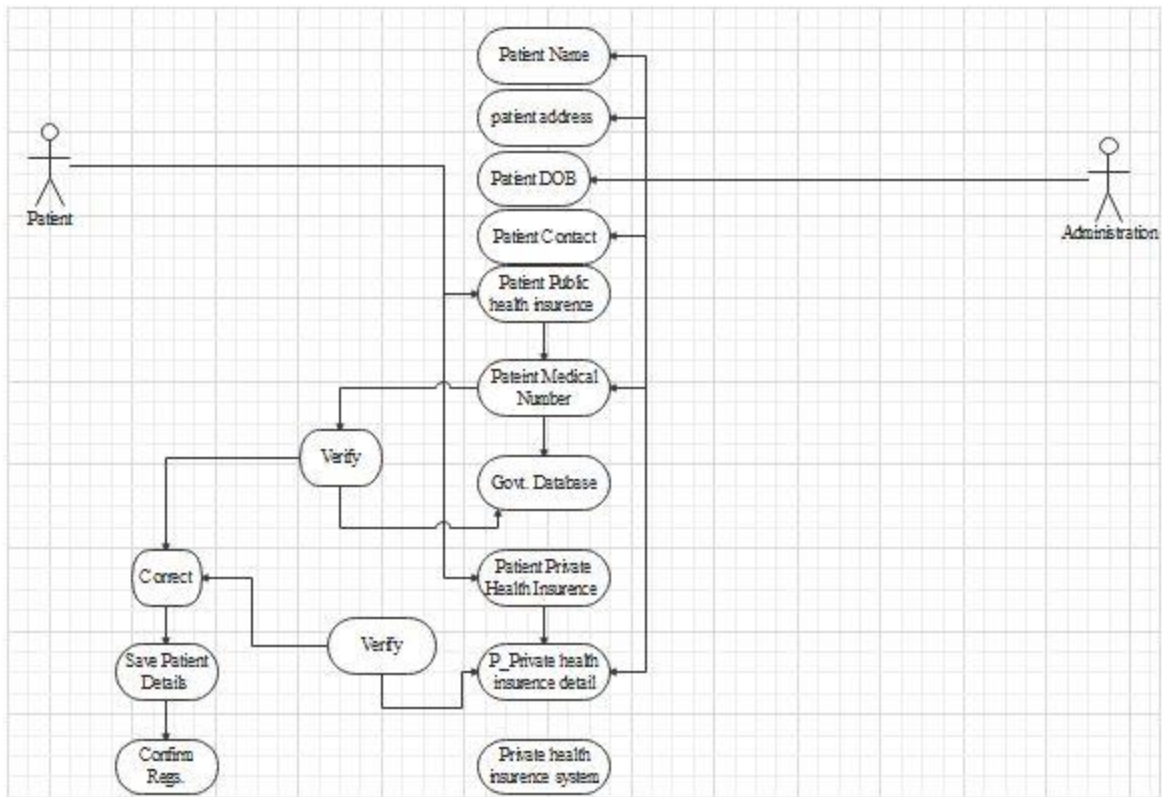 Patient Name
patient address
Patient DOB
Patient
Administration
Patient Contact
Patient Public
health insurence
Pateint Medical
Number
Verify
Govt. Database
Correct
Patient Private
Health Insurence
Verify
Save Patient
Details
P_Private health
insurence detail
Confirm
Regs.
Private health
insurence system